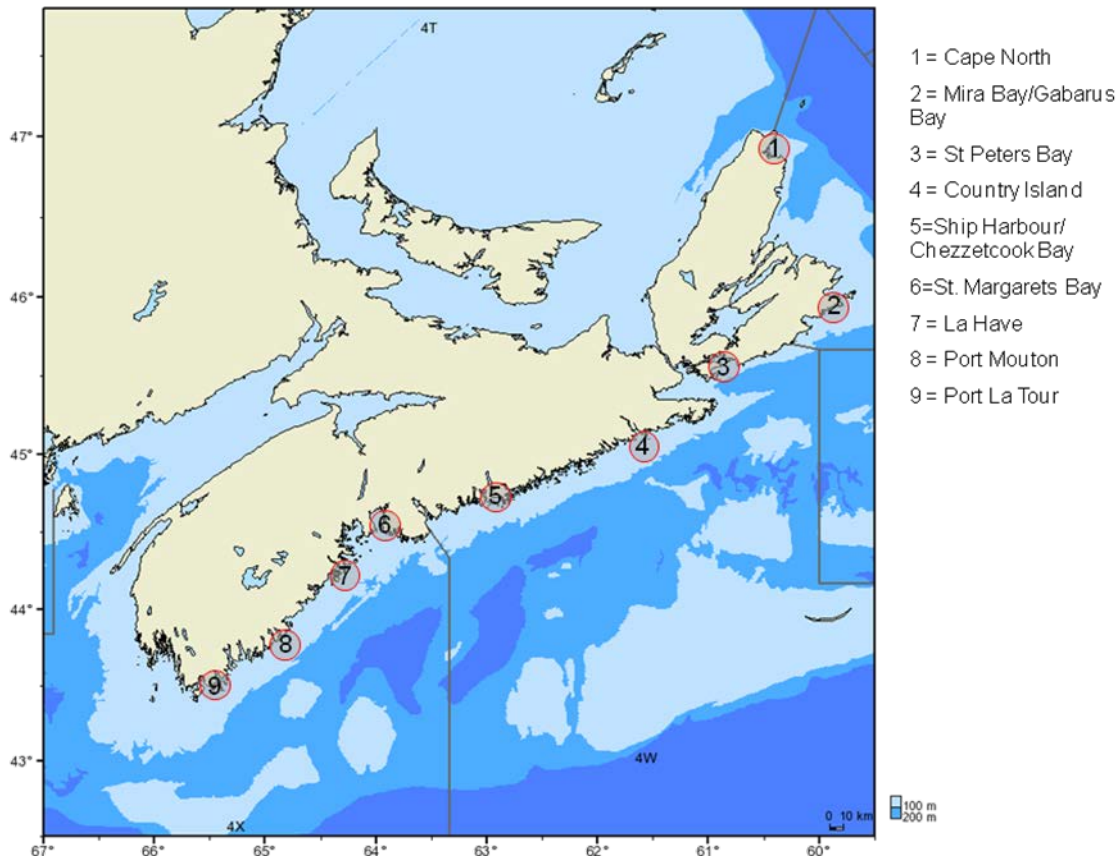 4T
47°
46°
45°
44°
43°
1
2
3
4
5
6
7
8
9
4W
4X
0 10 km
67° 66° 65° 64° 63° 62° 61° 60°
1 = Cape North
2 = Mira Bay/Gabarus
Bay
3 = St Peters Bay
4 = Country Island
5=Ship Harbour/
Chezzetcook Bay
6=St. Margarets Bay
7 = La Have
8 = Port Mouton
9 = Port La Tour
100 m
200 m